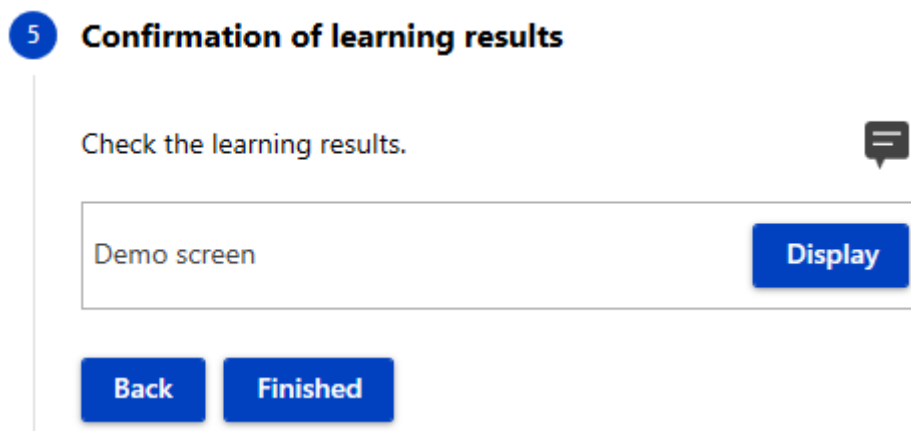 5 Confirmation of learning results
Check the learning results.
Demo screen Display
Back Finished